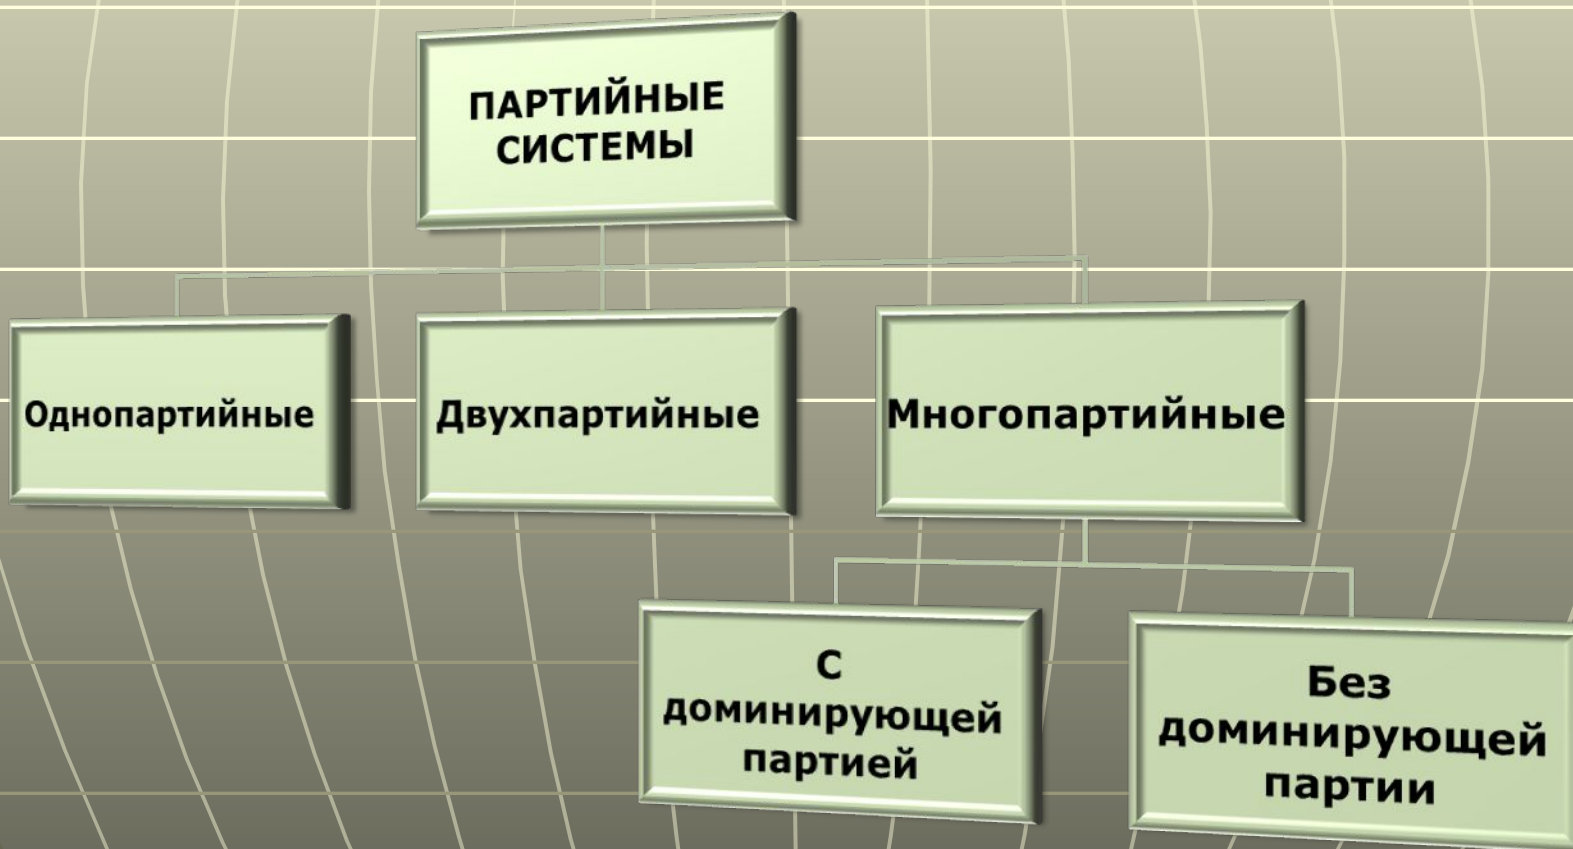 ПАРТИЙНЫЕ
СИСТЕМЫ
Однопартийные
Двухпартийные
Многопартийные
С
доминирующей
партией
Без
доминирующей
партии